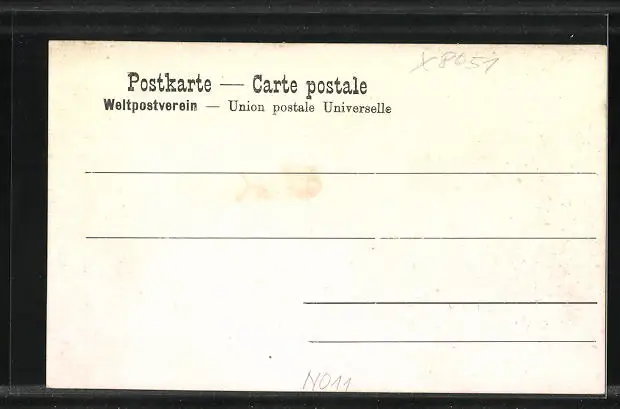 X8051
Postkarte — Carte postale
Weltpostverein — Union postale Universelle
N011